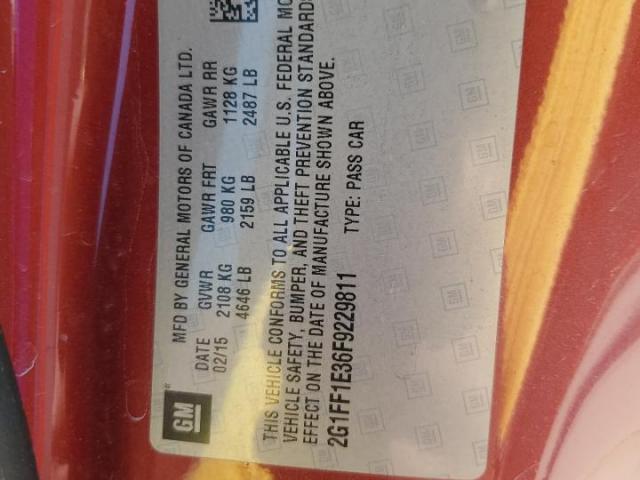 MFD BY GENERAL MOTORS OF CANADA LTD.
DATE GVWR GAWR FRT GAWR RR
02/15 2108 KG 980 KG 1128 KG
4646 LB 2159 LB 2487 LB
GM
THIS VEHICLE CONFORMS TO ALL APPLICABLE U.S. FEDERAL MO
VEHICLE SAFETY, BUMPER, AND THEFT PREVENTION STANDARDS
EFFECT ON THE DATE OF MANUFACTURE SHOWN ABOVE.
2G1FF1E36F9229811 TYPE: PASS CAR